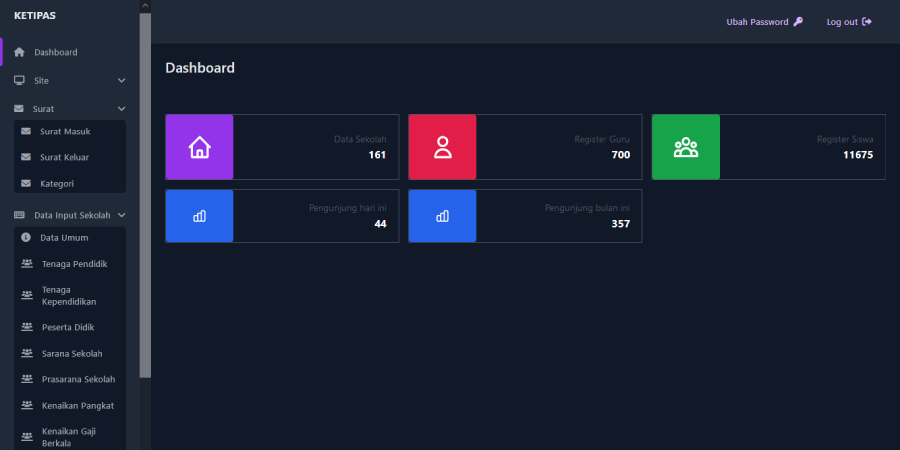 KETIPAS
Ubah Password
Log out
Dashboard
Site
Surat
Surat Masuk
Surat Keluar
Kategori
Data Input Sekolah
Data Umum
Tenaga Pendidik
Tenaga
Kependidikan
Peserta Didik
Sarana Sekolah
Prasarana Sekolah
Kenaikan Pangkat
Kenaikan Gaji
Berkala
Dashboard
Data Sekolah
161
Register Guru
700
Register Siswa
11675
Pengunjung hari ini
44
Pengunjung bulan ini
357